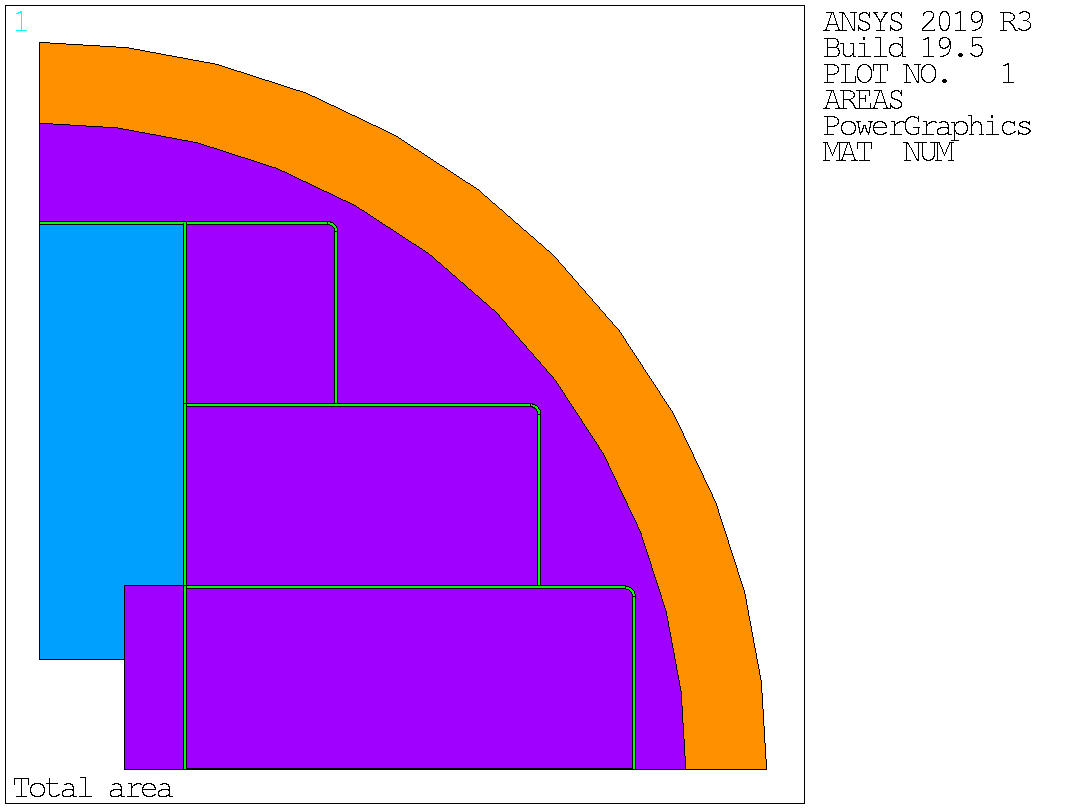 1
ANSYS 2019 R3
Build 19.5
PLOT NO. 1
AREAS
PowerGraphics
MAT NUM
Total area